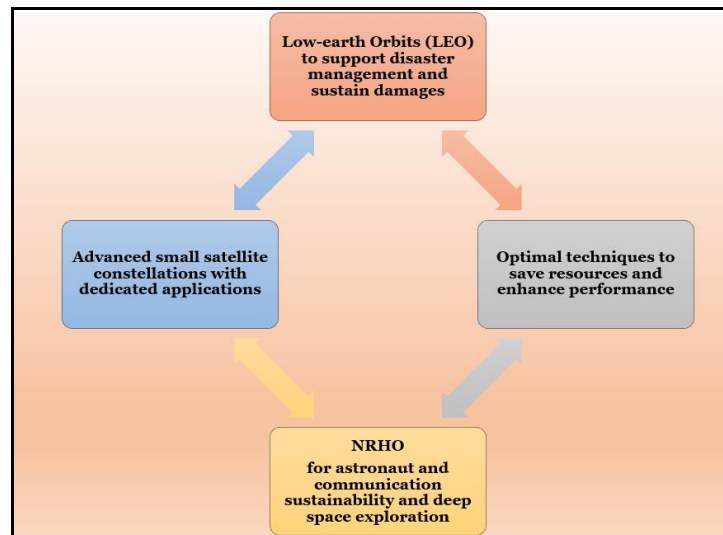 Low-earth Orbits (LEO)
to support disaster
management and
sustain damages
Advanced small satellite
constellations with
dedicated applications
Optimal techniques to
save resources and
enhance performance
NRHO
for astronaut and
communication
sustainability and deep
space exploration